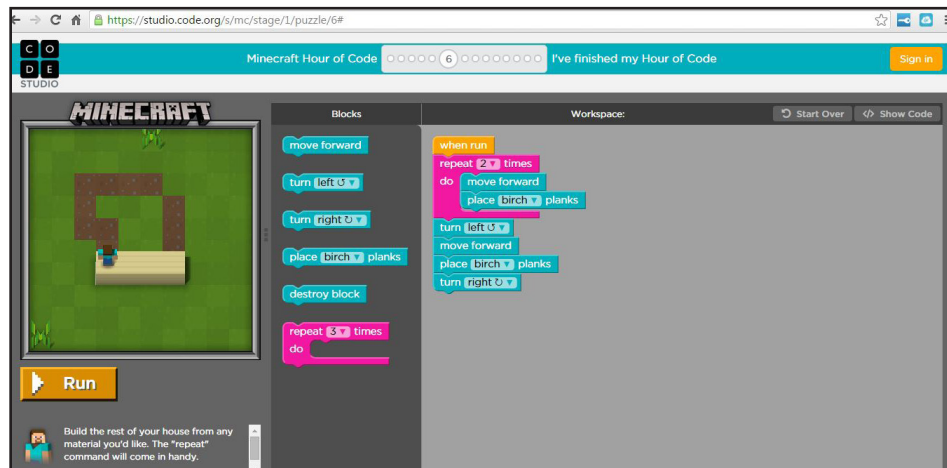 https://studio.code.org/s/mc/stage/1/puzzle/6#
C O
D E
STUDIO
Minecraft Hour of Code
6
I've finished my Hour of Code
Sign in
MINECRAFT
Blocks
Workspace:
Start Over
</> Show Code
move forward
turn left ↺ ▼
turn right ↻ ▼
place birch ▼ planks
destroy block
repeat 3 ▼ times
do
when run
repeat 2 ▼ times
do move forward
place birch ▼ planks
turn left ↺ ▼
move forward
place birch ▼ planks
turn right ↻ ▼
Run
Build the rest of your house from any
material you'd like. The "repeat"
command will come in handy.